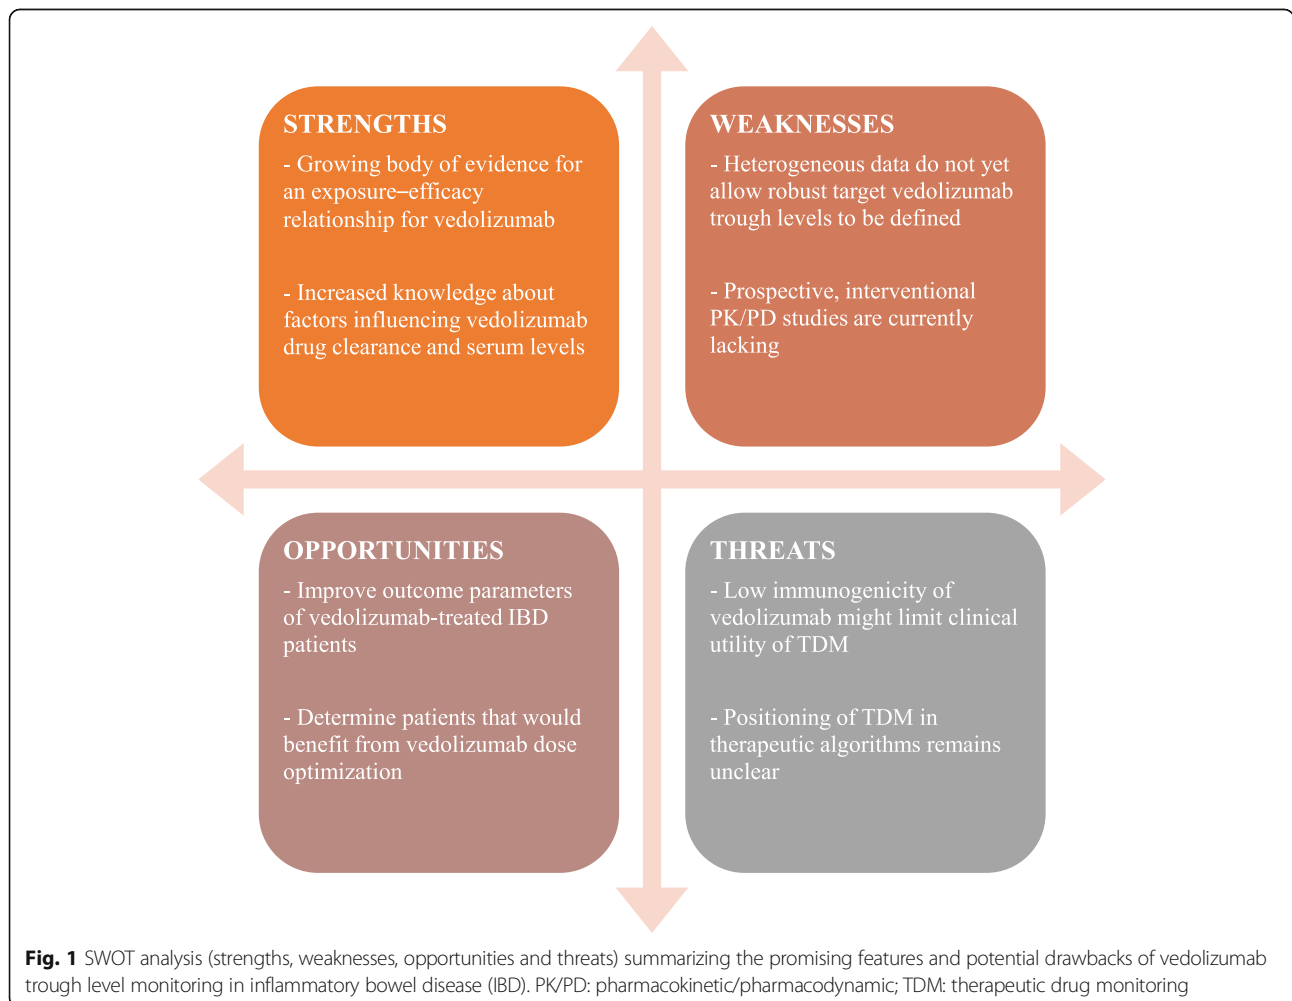 STRENGTHS
- Growing body of evidence for
an exposure–efficacy
relationship for vedolizumab
- Increased knowledge about
factors influencing vedolizumab
drug clearance and serum levels
WEAKNESSES
- Heterogeneous data do not yet
allow robust target vedolizumab
trough levels to be defined
- Prospective, interventional
PK/PD studies are currently
lacking
OPPORTUNITIES
- Improve outcome parameters
of vedolizumab-treated IBD
patients
- Determine patients that would
benefit from vedolizumab dose
optimization
THREATS
- Low immunogenicity of
vedolizumab might limit clinical
utility of TDM
- Positioning of TDM in
therapeutic algorithms remains
unclear
Fig. 1 SWOT analysis (strengths, weaknesses, opportunities and threats) summarizing the promising features and potential drawbacks of vedolizumab
trough level monitoring in inflammatory bowel disease (IBD). PK/PD: pharmacokinetic/pharmacodynamic; TDM: therapeutic drug monitoring